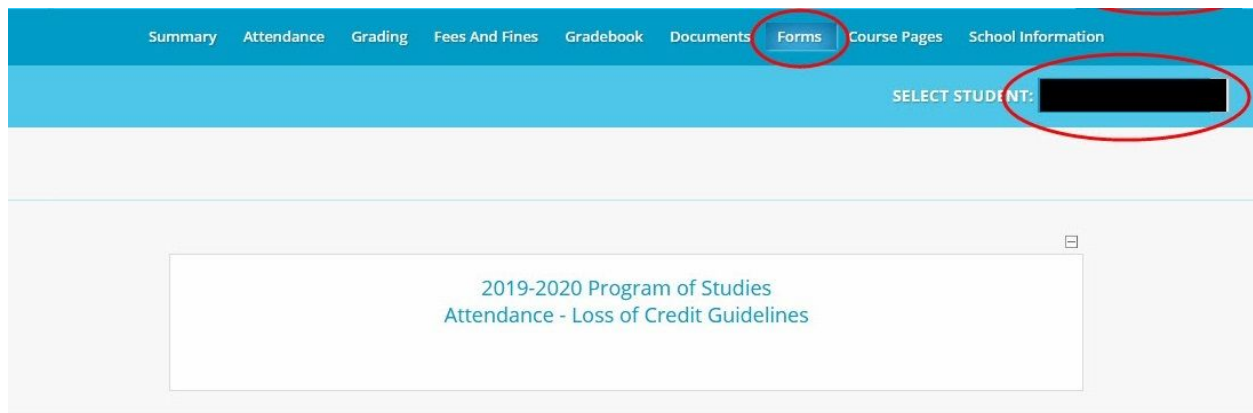 Summary Attendance Grading Fees And Fines Gradebook Documents Forms Course Pages School Information
SELECT STUDENT:
2019-2020 Program of Studies
Attendance - Loss of Credit Guidelines